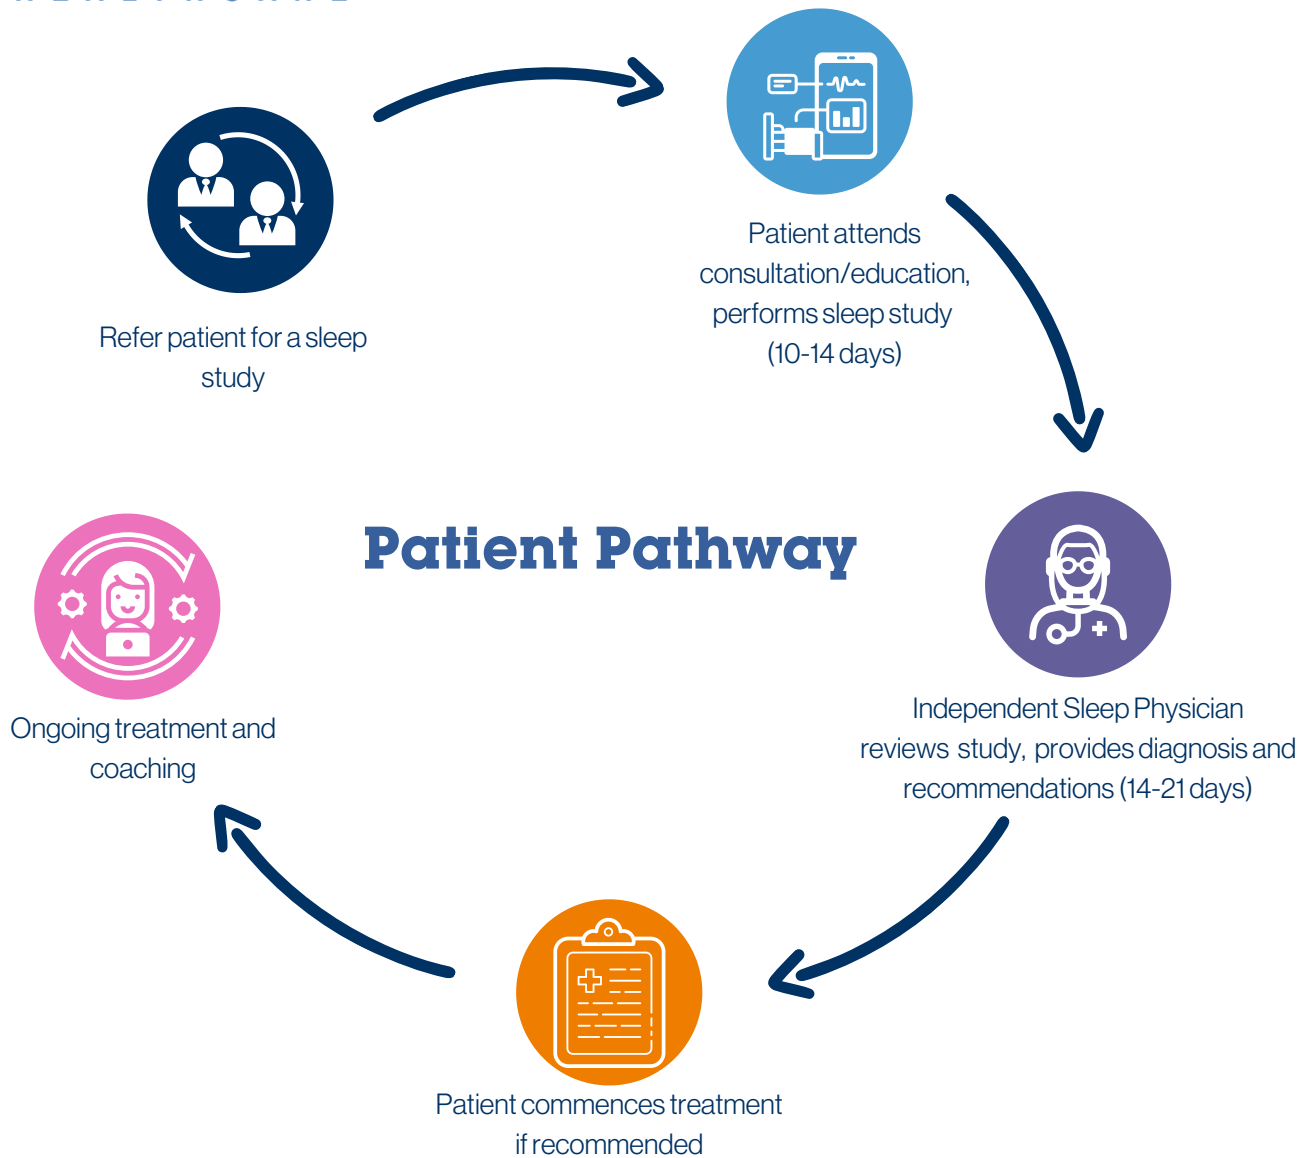 Refer patient for a sleep
study
Patient attends
consultation/education,
performs sleep study
(10-14 days)
Patient Pathway
Independent Sleep Physician
reviews study, provides diagnosis and
recommendations (14-21 days)
Ongoing treatment and
coaching
Patient commences treatment
if recommended